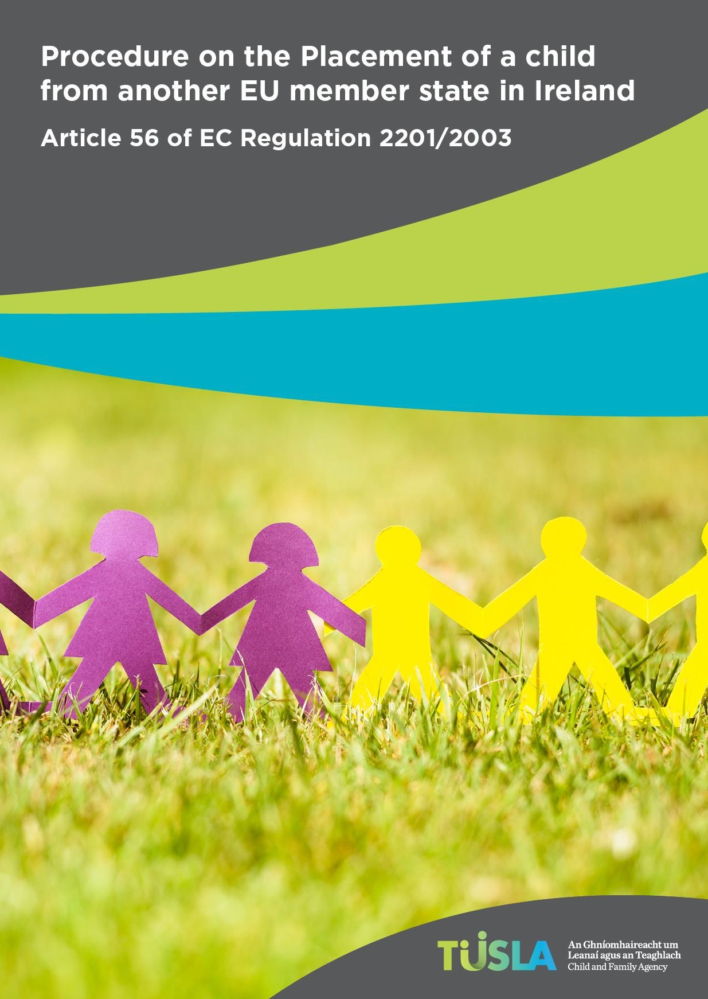 Procedure on the Placement of a child
from another EU member state in Ireland
Article 56 of EC Regulation 2201/2003
TUSLA
An Ghníomhaireacht um
Leanaí agus an Teaghlach
Child and Family Agency